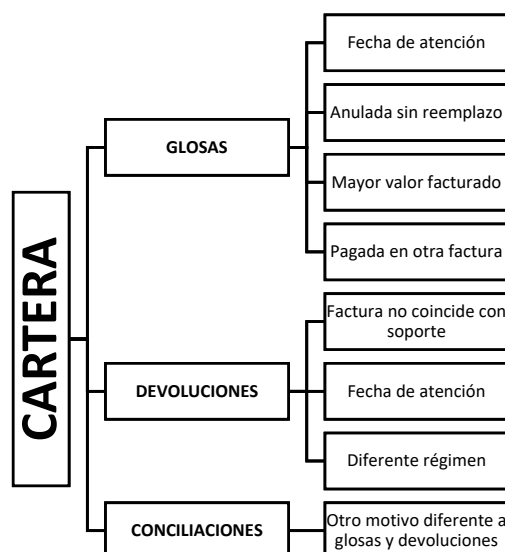 CARTERA
GLOSAS
Fecha de atención
Anulada sin reemplazo
Mayor valor facturado
Pagada en otra factura
DEVOLUCIONES
Factura no coincide con
soporte
Fecha de atención
Diferente régimen
CONCILIACIONES
Otro motivo diferente a
glosas y devoluciones